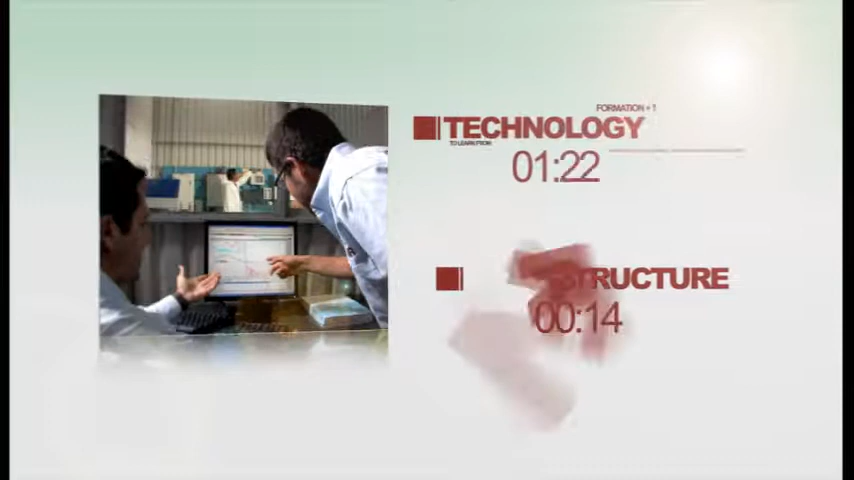 FORMATION + 1
TECHNOLOGY
TO LEARN FROM
01:22
STRUCTURE
00:14